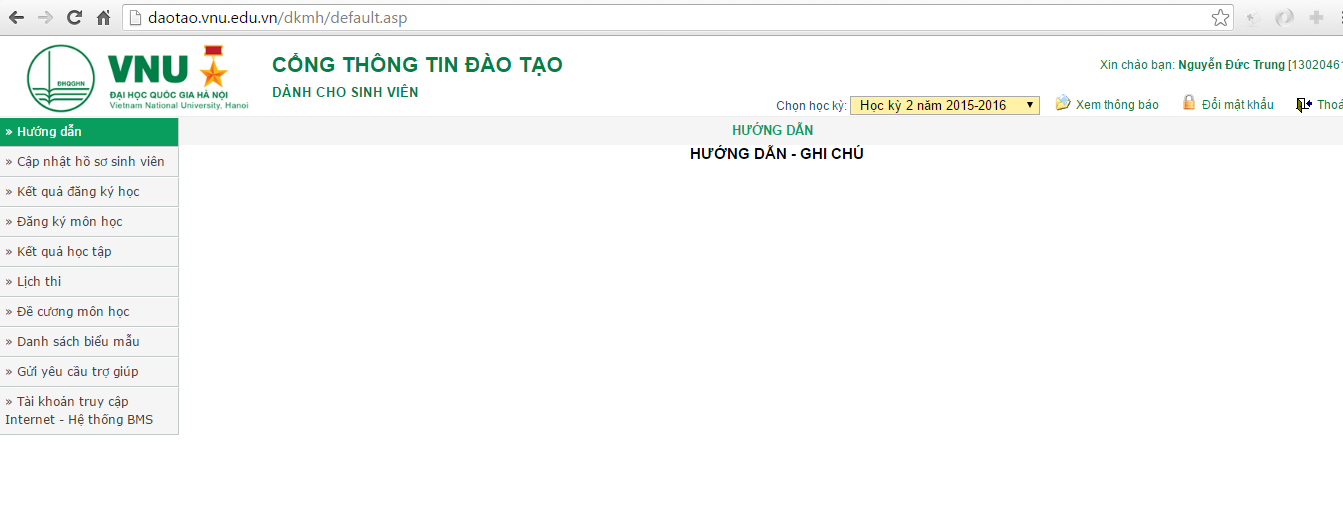 daotao.vnu.edu.vn/dkmh/default.asp
ĐHQGHN
VNU
ĐẠI HỌC QUỐC GIA HÀ NỘI
Vietnam National University, Hanoi
CỔNG THÔNG TIN ĐÀO TẠO
DÀNH CHO SINH VIÊN
Xin chào bạn: Nguyễn Đức Trung [1302046
Chọn học kỳ: Học kỳ 2 năm 2015-2016 Xem thông báo Đổi mật khẩu Thoá
» Hướng dẫn
» Cập nhật hồ sơ sinh viên
» Kết quả đăng ký học
» Đăng ký môn học
» Kết quả học tập
» Lịch thi
» Đề cương môn học
» Danh sách biểu mẫu
» Gửi yêu cầu trợ giúp
» Tài khoản truy cập
Internet - Hệ thống BMS
HƯỚNG DẪN
HƯỚNG DẪN - GHI CHÚ